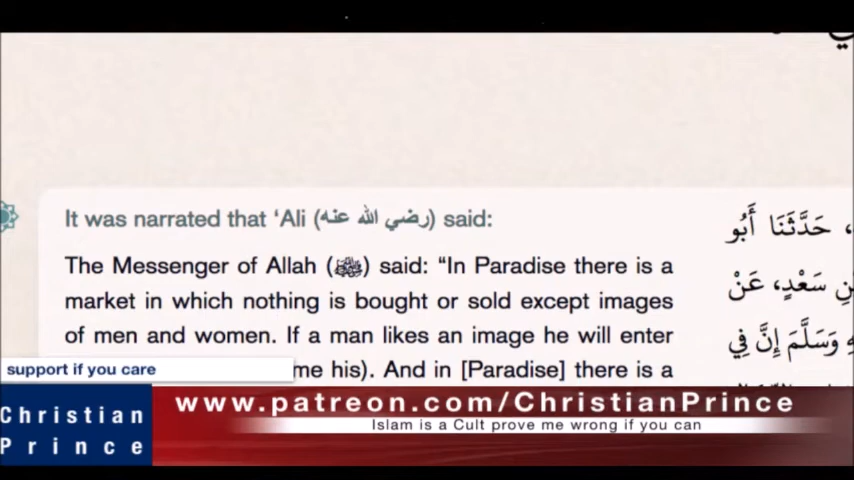 It was narrated that ‘Ali (رضي الله عنه) said:
The Messenger of Allah (ﷺ) said: “In Paradise there is a
market in which nothing is bought or sold except images
of men and women. If a man likes an image he will enter
me his). And in [Paradise] there is a
، حَدَّثَنَا أَبُو
نِ سَعْدٍ، عَنْ
وَسَلَّمَ إِنَّ فِي
support if you care
Christian
Prince
www.patreon.com/ChristianPrince
Islam is a Cult prove me wrong if you can